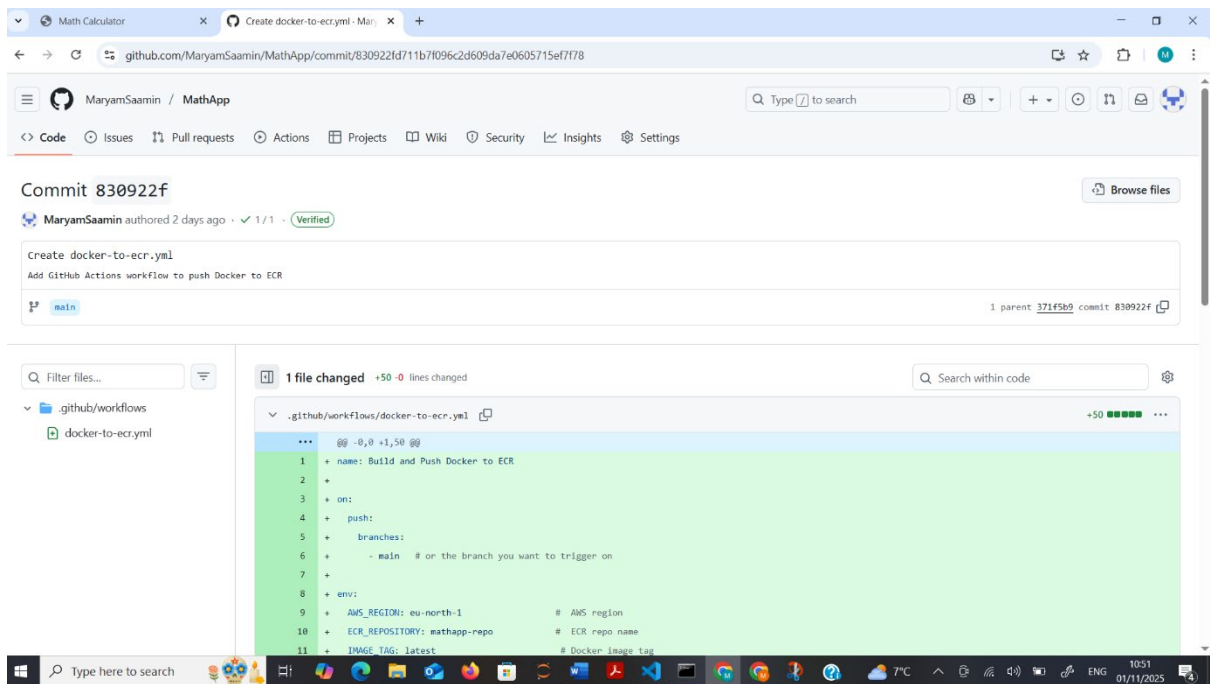 Math Calculator
Create docker-to-ecr.yml · Mary
github.com/MaryamSaamin/MathApp/commit/830922fd711b7f096c2d609da7e0605715ef7f78
M
MaryamSaamin / MathApp
Type / to search
Code Issues Pull requests Actions Projects Wiki Security Insights Settings
Commit 830922f
Browse files
MaryamSaamin authored 2 days ago · 1 / 1 · Verified
Create docker-to-ecr.yml
Add GitHub Actions workflow to push Docker to ECR
main
1 parent 371f5b9 commit 830922f
Filter files...
1 file changed +50 -0 lines changed
Search within code
.github/workflows
docker-to-ecr.yml
.github/workflows/docker-to-ecr.yml
+50
@@ -0,0 +1,50 @@
1 + name: Build and Push Docker to ECR
2 +
3 + on:
4 + push:
5 + branches:
6 + - main # or the branch you want to trigger on
7 +
8 + env:
9 + AWS_REGION: eu-north-1 # AWS region
10 + ECR_REPOSITORY: mathapp-repo # ECR repo name
11 + IMAGE_TAG: latest # Docker image tag
Type here to search
7°C
ENG
10:51
01/11/2025